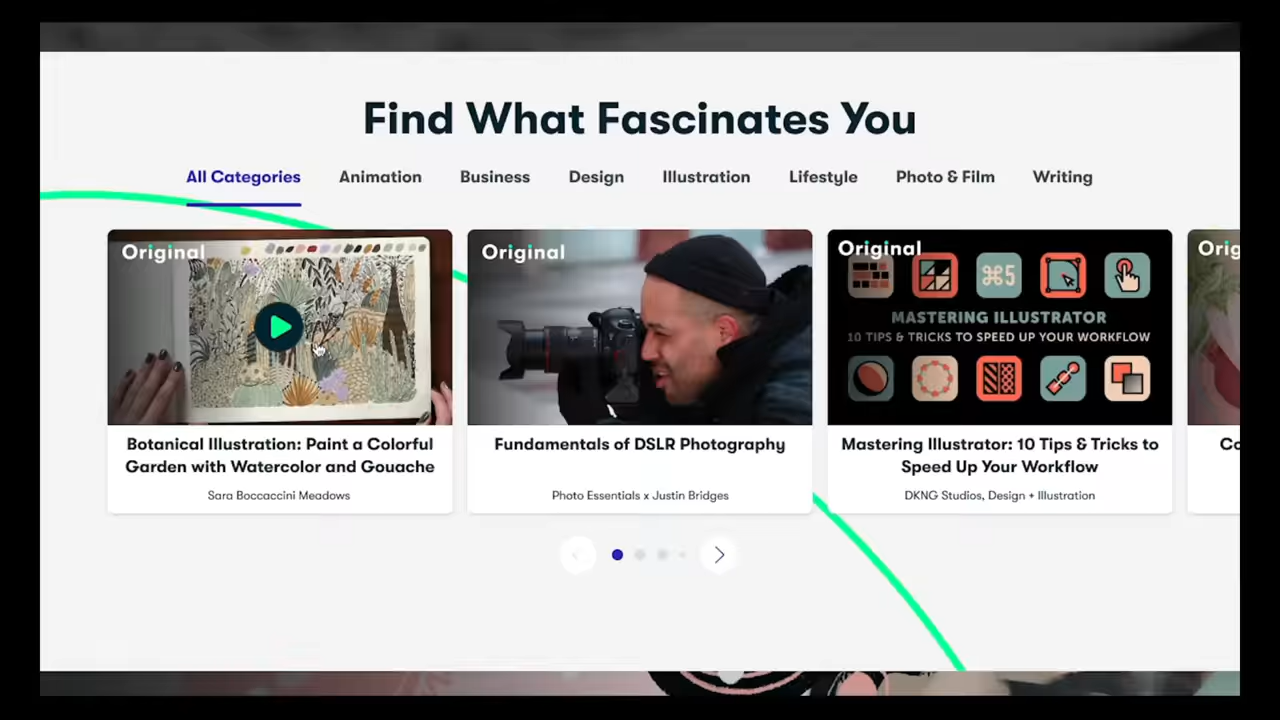 Find What Fascinates You
All Categories Animation Business Design Illustration Lifestyle Photo & Film Writing
Original
Botanical Illustration: Paint a Colorful
Garden with Watercolor and Gouache
Sara Boccaccini Meadows
Original
Fundamentals of DSLR Photography
Photo Essentials x Justin Bridges
Original
⌘5
MASTERING ILLUSTRATOR
10 TIPS & TRICKS TO SPEED UP YOUR WORKFLOW
Mastering Illustrator: 10 Tips & Tricks to
Speed Up Your Workflow
DKNG Studios, Design + Illustration
Orig
Co